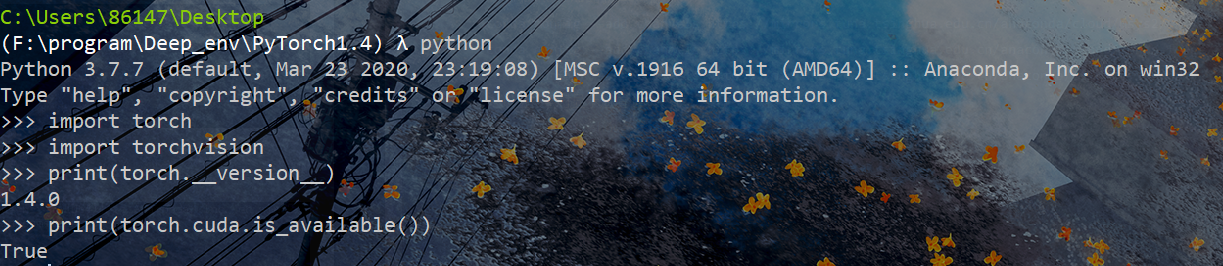 C:\Users\86147\Desktop
(F:\program\Deep_env\PyTorch1.4) λ python
Python 3.7.7 (default, Mar 23 2020, 23:19:08) [MSC v.1916 64 bit (AMD64)] :: Anaconda, Inc. on win32
Type "help", "copyright", "credits" or "license" for more information.
>>> import torch
>>> import torchvision
>>> print(torch.__version__)
1.4.0
>>> print(torch.cuda.is_available())
True